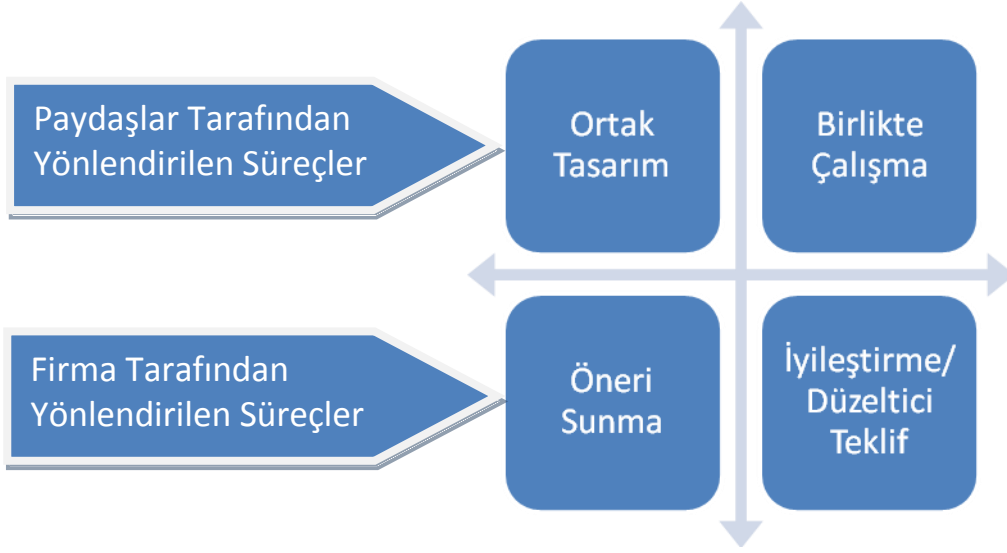 Paydaşlar Tarafından
Yönlendirilen Süreçler
Ortak
Tasarım
Birlikte
Çalışma
Firma Tarafından
Yönlendirilen Süreçler
Öneri
Sunma
İyileştirme/
Düzeltici
Teklif